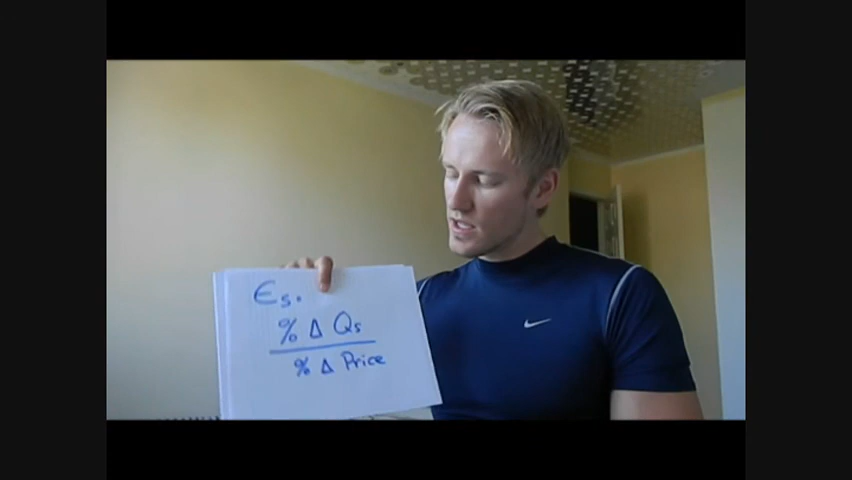 Es.
% Δ Qs
% Δ Price